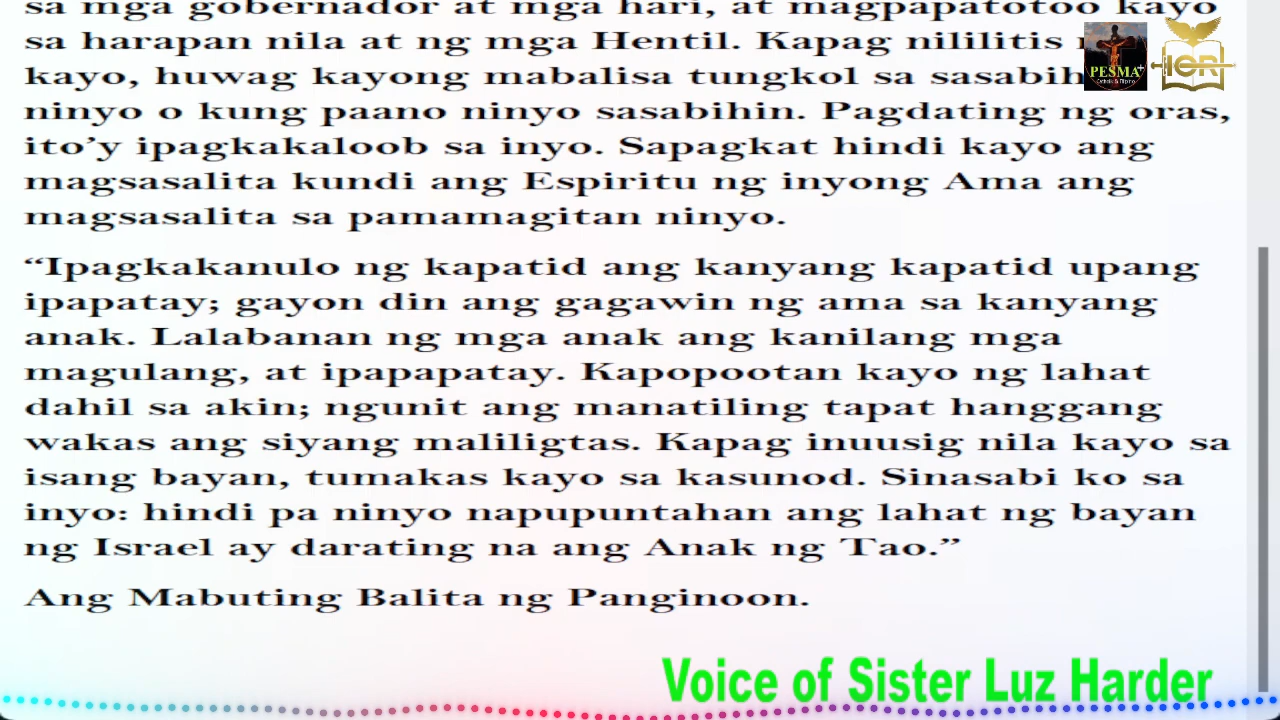 sa mga gobernador at mga hari, at magpapatotoo kayo
sa harapan nila at ng mga Hentil. Kapag nililitis
kayo, huwag kayong mabalisa tungkol sa
ninyo o kung paano ninyo sasabihin. Pagdating ng oras,
ito’y ipagkakaloob sa inyo. Sapagkat hindi kayo ang
magsasalita kundi ang Espiritu ng inyong Ama ang
magsasalita sa pamamagitan ninyo.
“Ipagkakanulo ng kapatid ang kanyang kapatid upang
ipapatay; gayon din ang gagawin ng ama sa kanyang
anak. Lalabanan ng mga anak ang kanilang mga
magulang, at ipapapatay. Kapopootan kayo ng lahat
dahil sa akin; ngunit ang manatiling tapat hanggang
wakas ang siyang maliligtas. Kapag inuusig nila kayo sa
isang bayan, tumakas kayo sa kasunod. Sinasabi ko sa
inyo: hindi pa ninyo napupuntahan ang lahat ng bayan
ng Israel ay darating na ang Anak ng Tao.”
Ang Mabuting Balita ng Panginoon.
PESMA
ICR
Voice of Sister Luz Harder